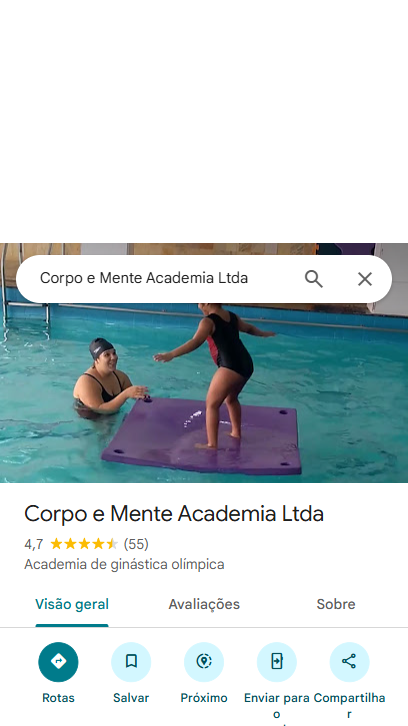 Corpo e Mente Academia Ltda
Corpo e Mente Academia Ltda
4,7 (55)
Academia de ginástica olímpica
Visão geral Avaliações Sobre
Rotas Salvar Próximo Enviar para o Compartilhar